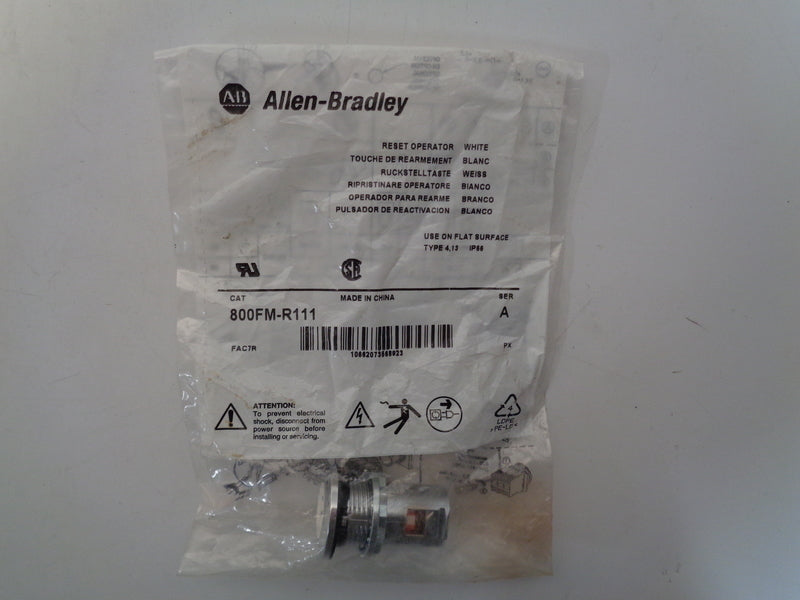 AB Allen-Bradley
RESET OPERATOR WHITE
TOUCHE DE REARMEMENT BLANC
RUCKSTELLTASTE WEISS
RIPRISTINARE OPERATORE BIANCO
OPERADOR PARA REARME BRANCO
PULSADOR DE REACTIVACION BLANCO
USE ON FLAT SURFACE
TYPE 4,13 IP66
CAT MADE IN CHINA SER
800FM-R111 A
FAC7R PK
10662073568923
ATTENTION:
To prevent electrical
shock, disconnect from
power source before
installing or servicing.
4
LDPE